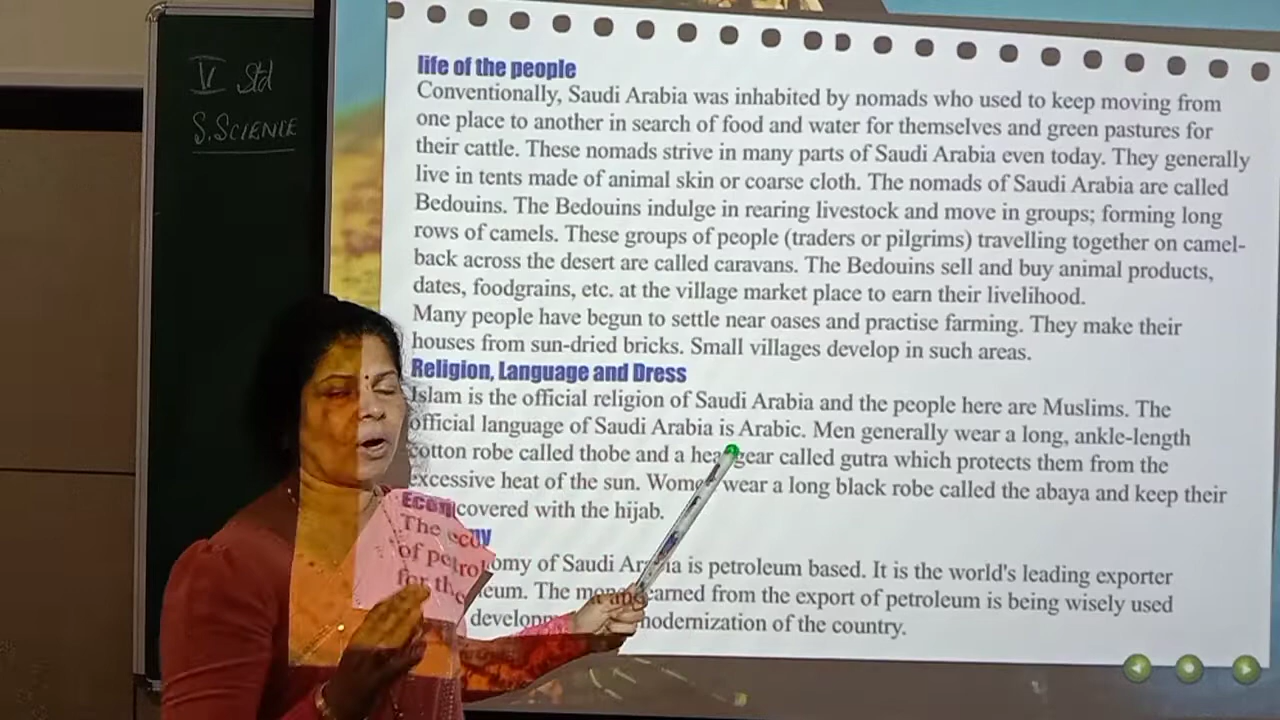 V Std
S. SCIENCE
life of the people
Conventionally, Saudi Arabia was inhabited by nomads who used to keep moving from
one place to another in search of food and water for themselves and green pastures for
their cattle. These nomads strive in many parts of Saudi Arabia even today. They generally
live in tents made of animal skin or coarse cloth. The nomads of Saudi Arabia are called
Bedouins. The Bedouins indulge in rearing livestock and move in groups; forming long
rows of camels. These groups of people (traders or pilgrims) travelling together on camel-
back across the desert are called caravans. The Bedouins sell and buy animal products,
dates, foodgrains, etc. at the village market place to earn their livelihood.
Many people have begun to settle near oases and practise farming. They make their
houses from sun-dried bricks. Small villages develop in such areas.
Religion, Language and Dress
Islam is the official religion of Saudi Arabia and the people here are Muslims. The
official language of Saudi Arabia is Arabic. Men generally wear a long, ankle-length
cotton robe called thobe and a headgear called gutra which protects them from the
excessive heat of the sun. Women wear a long black robe called the abaya and keep their
covered with the hijab.
Economy
The economy of Saudi Arabia is petroleum based. It is the world's leading exporter
of petroleum. The money earned from the export of petroleum is being wisely used
for the developm modernization of the country.